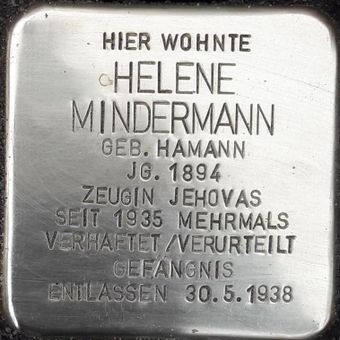 HIER WOHNTE
HELENE
MINDERMANN
GEB. HAMANN
JG. 1894
ZEUGIN JEHOVAS
SEIT 1935 MEHRMALS
VERHAFTET/VERURTEILT
GEFÄNGNIS
ENTLASSEN 30.5.1938